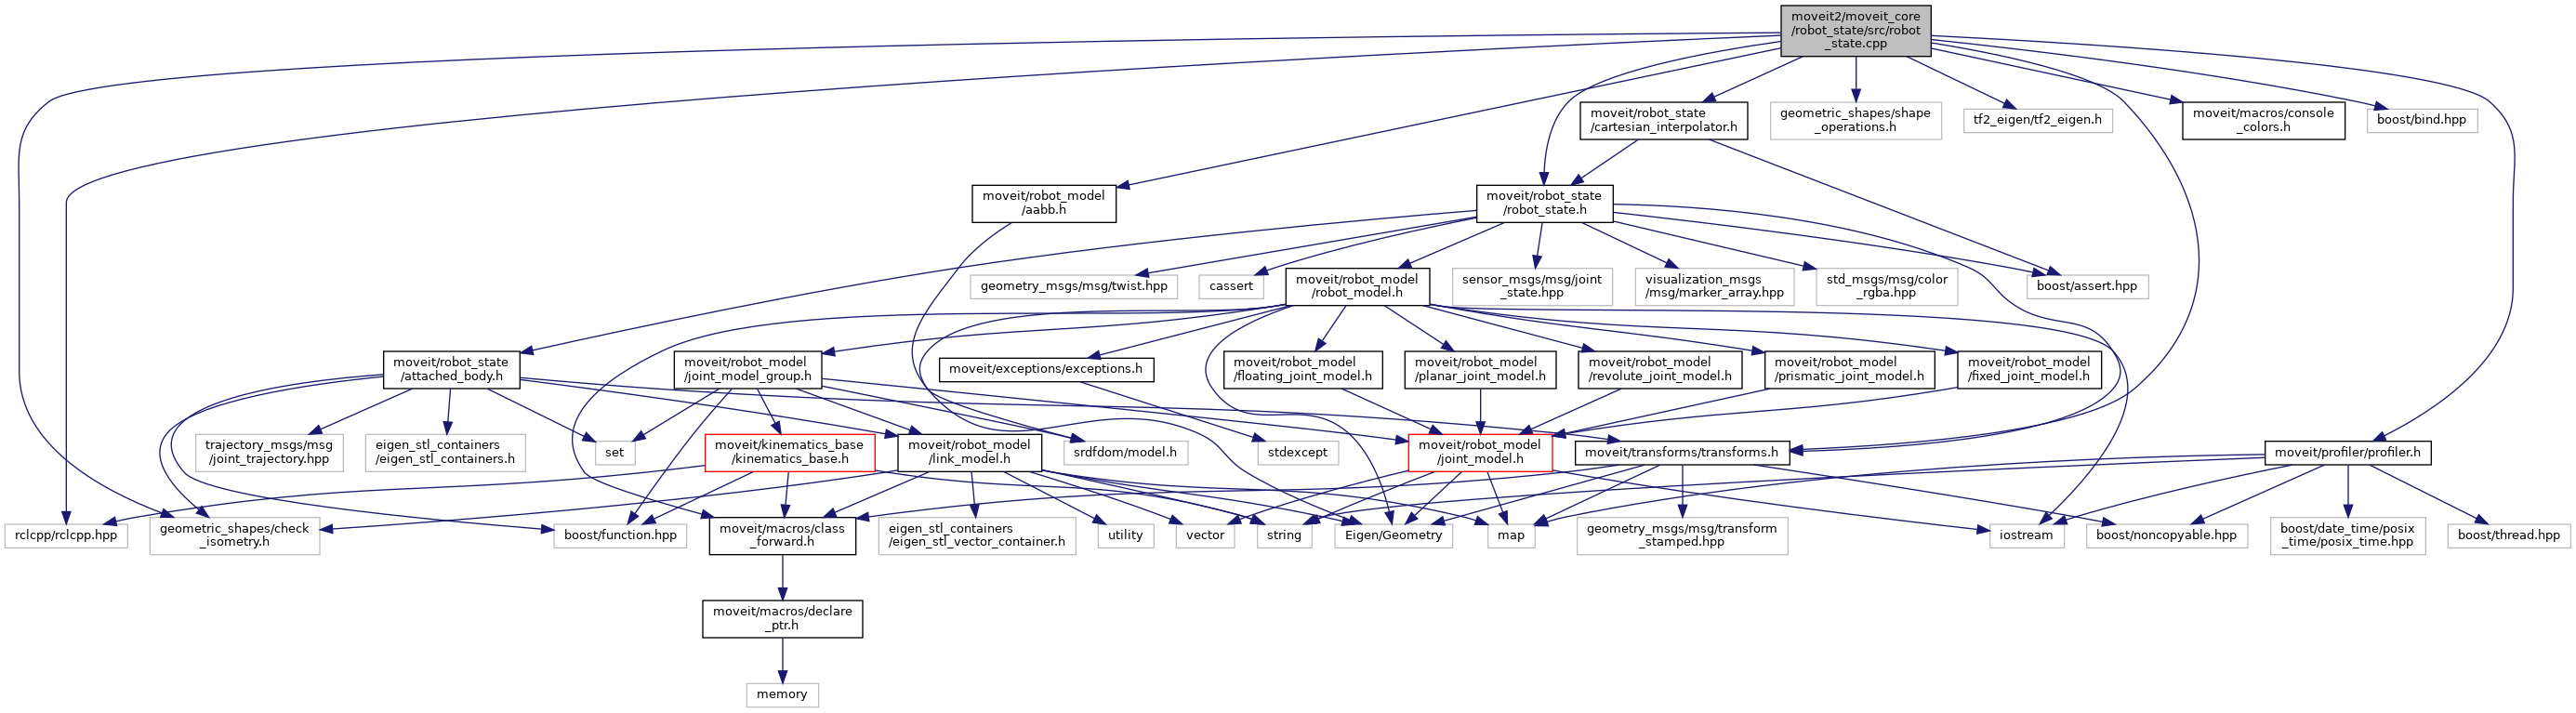 moveit2/moveit_core
/robot_state/src/robot
_state.cpp
moveit/robot_state
/cartesian_interpolator.h
geometric_shapes/shape
_operations.h
tf2_eigen/tf2_eigen.h
moveit/macros/console
_colors.h
boost/bind.hpp
moveit/robot_model
/aabb.h
moveit/robot_state
/robot_state.h
geometry_msgs/msg/twist.hpp
cassert
moveit/robot_model
/robot_model.h
sensor_msgs/msg/joint
_state.hpp
visualization_msgs
/msg/marker_array.hpp
std_msgs/msg/color
_rgba.hpp
boost/assert.hpp
moveit/robot_state
/attached_body.h
moveit/robot_model
/joint_model_group.h
moveit/exceptions/exceptions.h
moveit/robot_model
/floating_joint_model.h
moveit/robot_model
/planar_joint_model.h
moveit/robot_model
/revolute_joint_model.h
moveit/robot_model
/prismatic_joint_model.h
moveit/robot_model
/fixed_joint_model.h
trajectory_msgs/msg
/joint_trajectory.hpp
eigen_stl_containers
/eigen_stl_containers.h
set
moveit/kinematics_base
/kinematics_base.h
moveit/robot_model
/link_model.h
srdfdom/model.h
stdexcept
moveit/robot_model
/joint_model.h
moveit/transforms/transforms.h
moveit/profiler/profiler.h
rclcpp/rclcpp.hpp
geometric_shapes/check
_isometry.h
boost/function.hpp
moveit/macros/class
_forward.h
eigen_stl_containers
/eigen_stl_vector_container.h
utility
vector
string
Eigen/Geometry
map
geometry_msgs/msg/transform
_stamped.hpp
iostream
boost/noncopyable.hpp
boost/date_time/posix
_time/posix_time.hpp
boost/thread.hpp
moveit/macros/declare
_ptr.h
memory